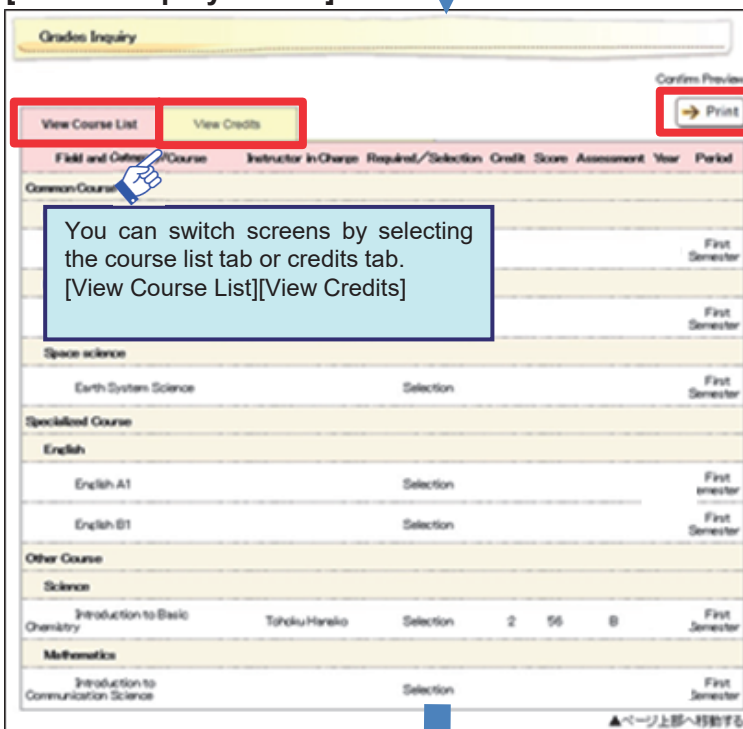 Grades Inquiry
Confirm Preview
View Course List View Credits
Print
Field and /Course Instructor in Charge Required/Selection Credit Score Assessment Year Period
Common Course
You can switch screens by selecting
the course list tab or credits tab.
[View Course List][View Credits]
First
Semester
First
Semester
Space science
Earth System Science Selection First
Semester
Specialized Course
English
English A1 Selection First
emester
English B1 Selection First
Semester
Other Course
Science
Introduction to Basic
Chemistry Tohoku Hanako Selection 2 56 B First
Semester
Mathematics
Introduction to
Communication Science Selection First
Semester
▲ページ上部へ移動する